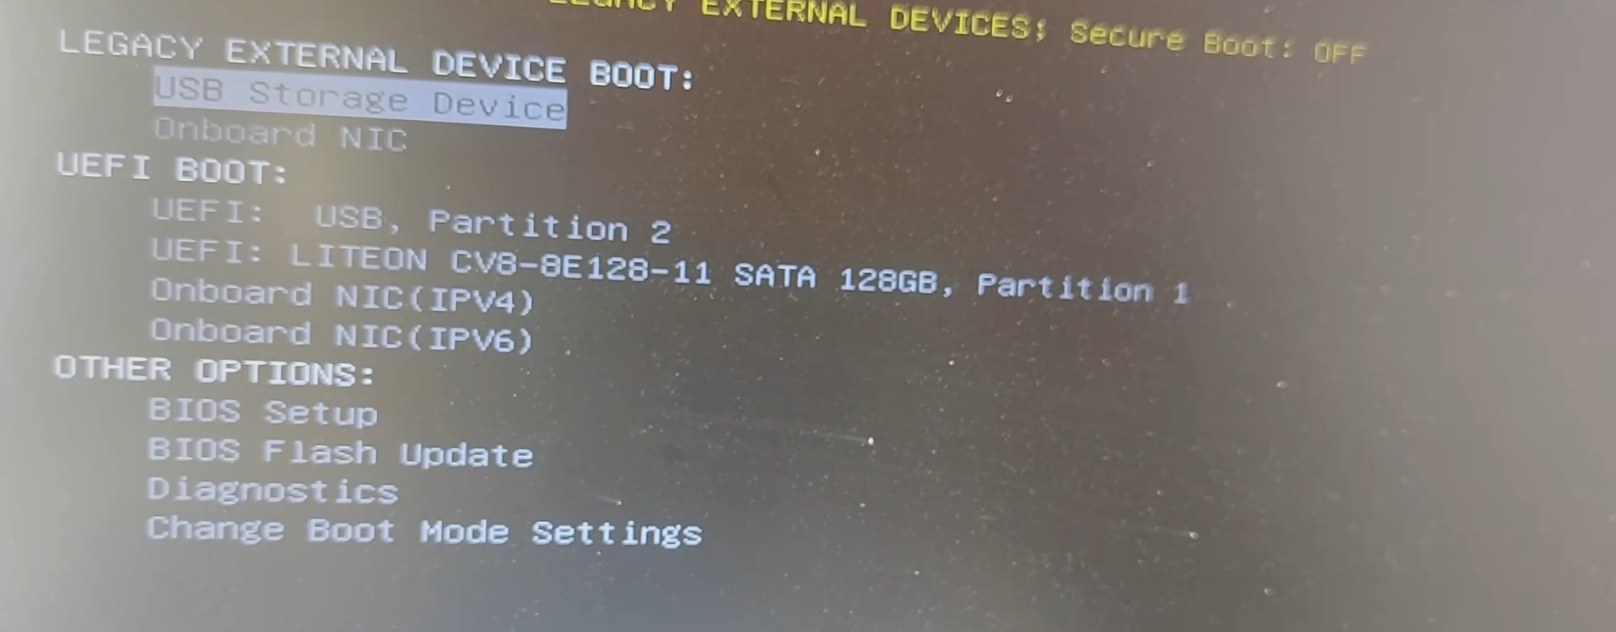 LEGACY EXTERNAL DEVICES; Secure Boot: OFF
LEGACY EXTERNAL DEVICE BOOT:
USB Storage Device
Onboard NIC
UEFI BOOT:
UEFI: USB, Partition 2
UEFI: LITEON CV8-8E128-11 SATA 128GB, Partition 1
Onboard NIC(IPV4)
Onboard NIC(IPV6)
OTHER OPTIONS:
BIOS Setup
BIOS Flash Update
Diagnostics
Change Boot Mode Settings